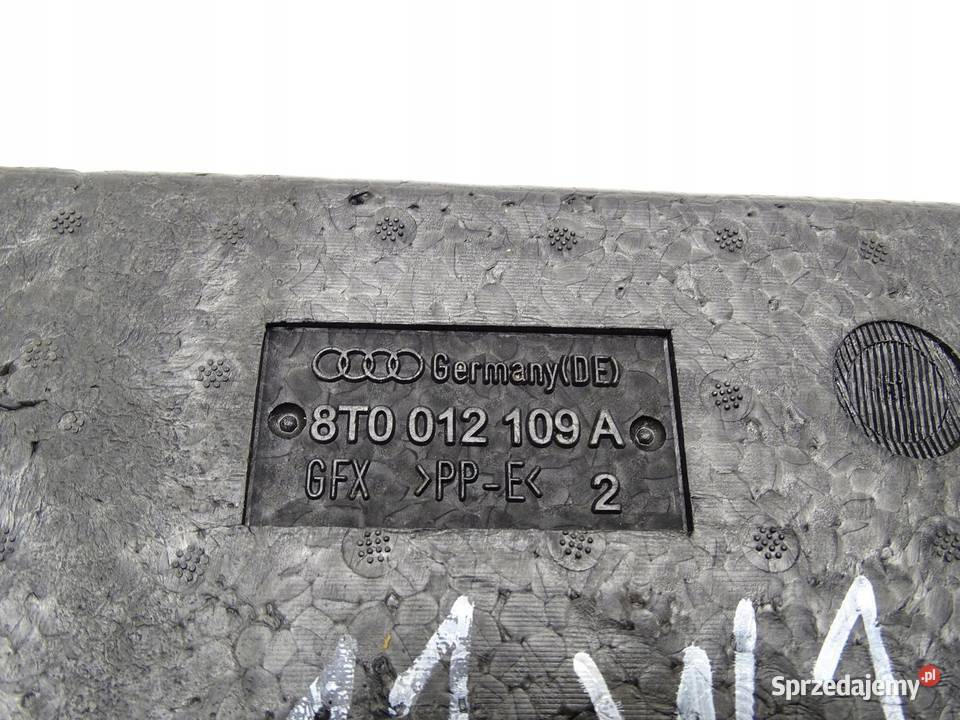 Germany(DE)
8T0 012 109 A
GFX >PP-E<
2
Sprzedajemy.pl